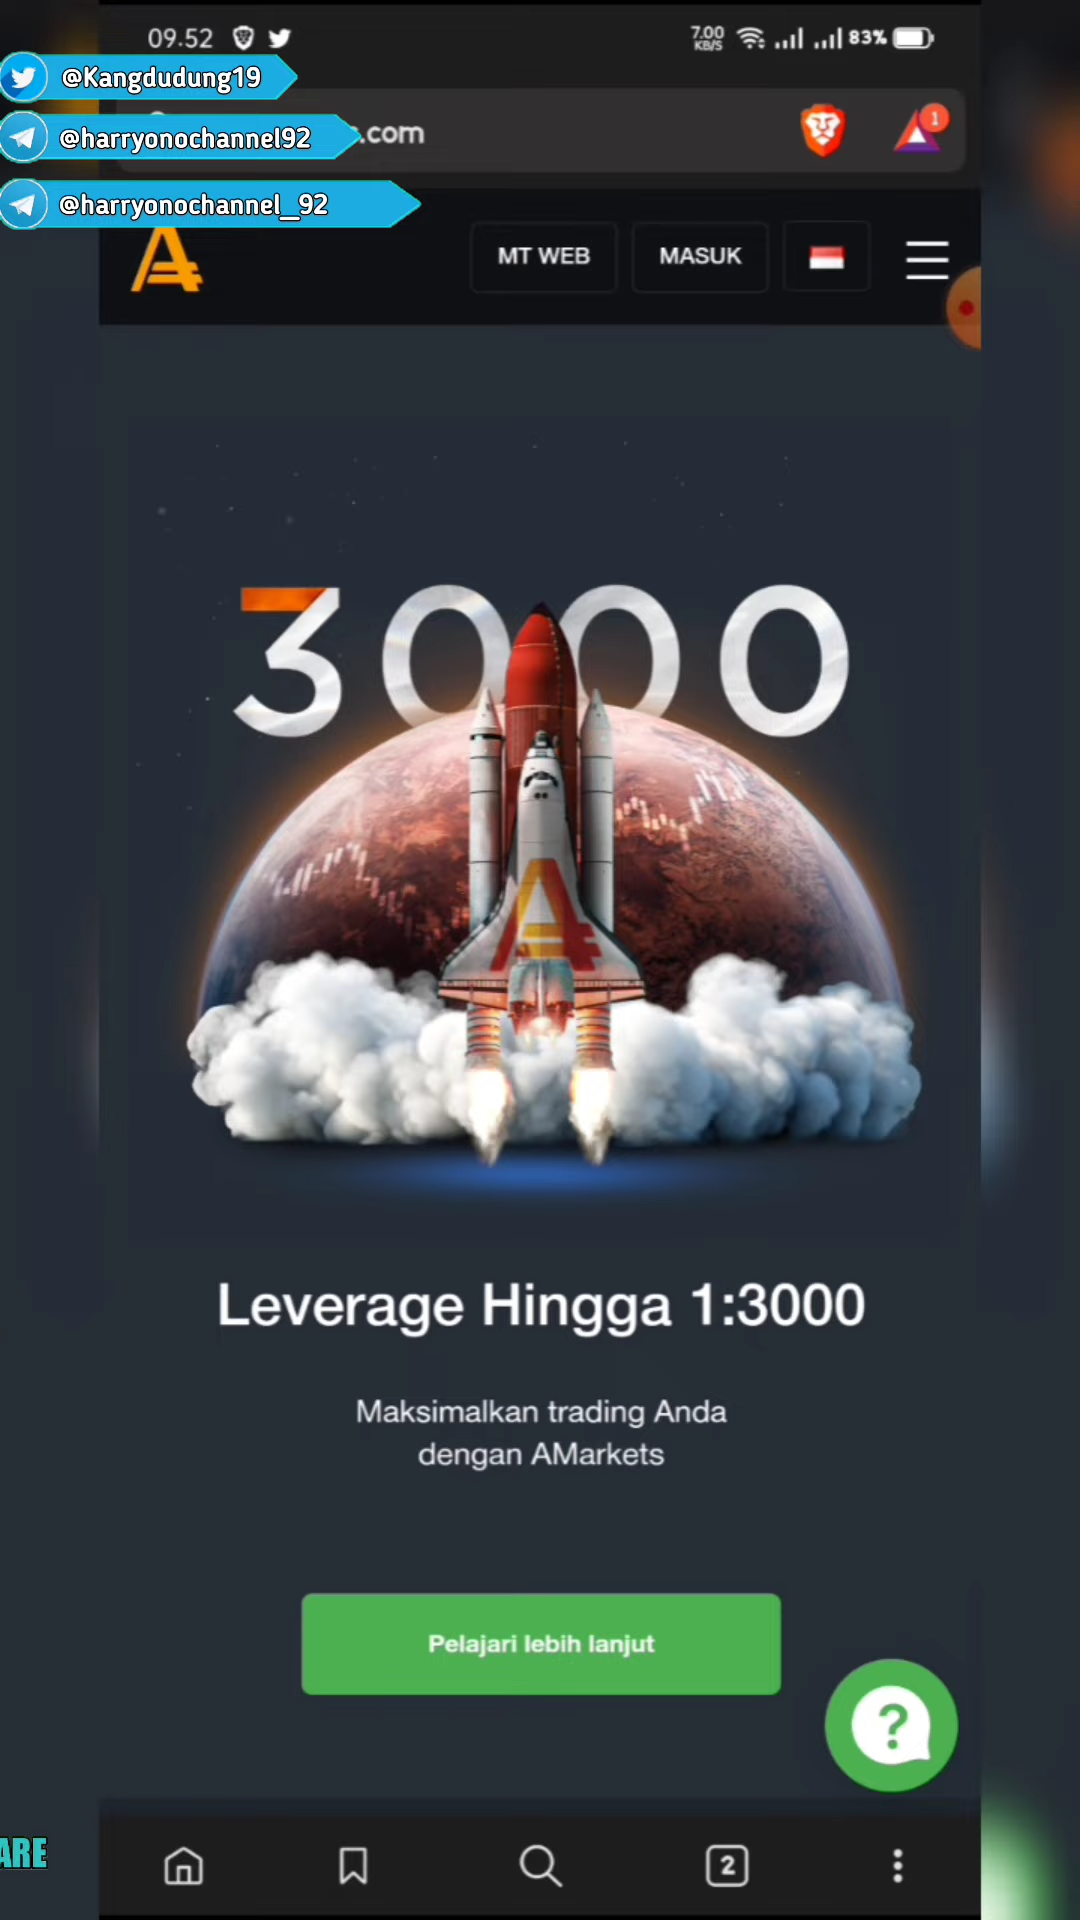 09.52
7.00
KB/S
83%
@Kangdudung19
@harryonochannel92
.com
1
@harryonochannel_92
MT WEB
MASUK
3000
Leverage Hingga 1:3000
Maksimalkan trading Anda
dengan AMarkets
Pelajari lebih lanjut
?
ARE
2